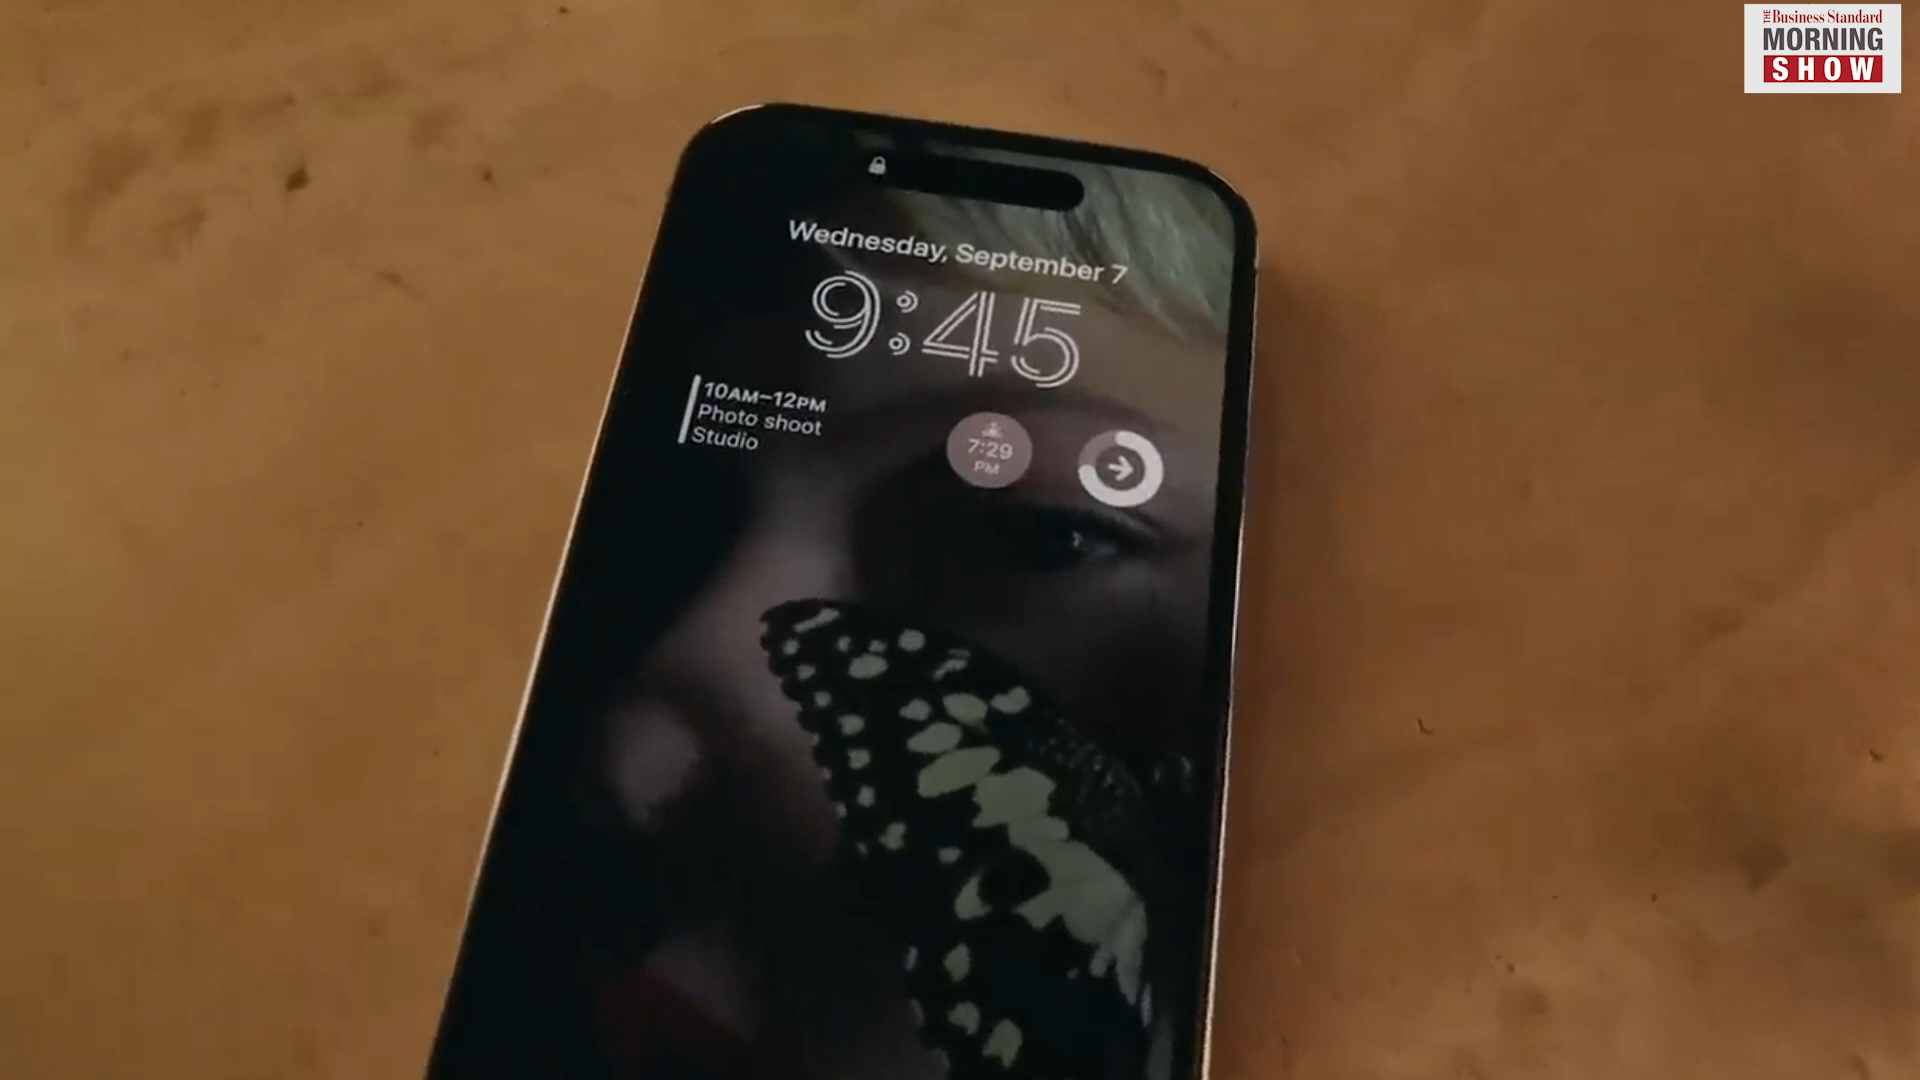 THE Business Standard
MORNING
SHOW
Wednesday, September 7
9:45
10AM–12PM
Photo shoot
Studio
7:29
PM